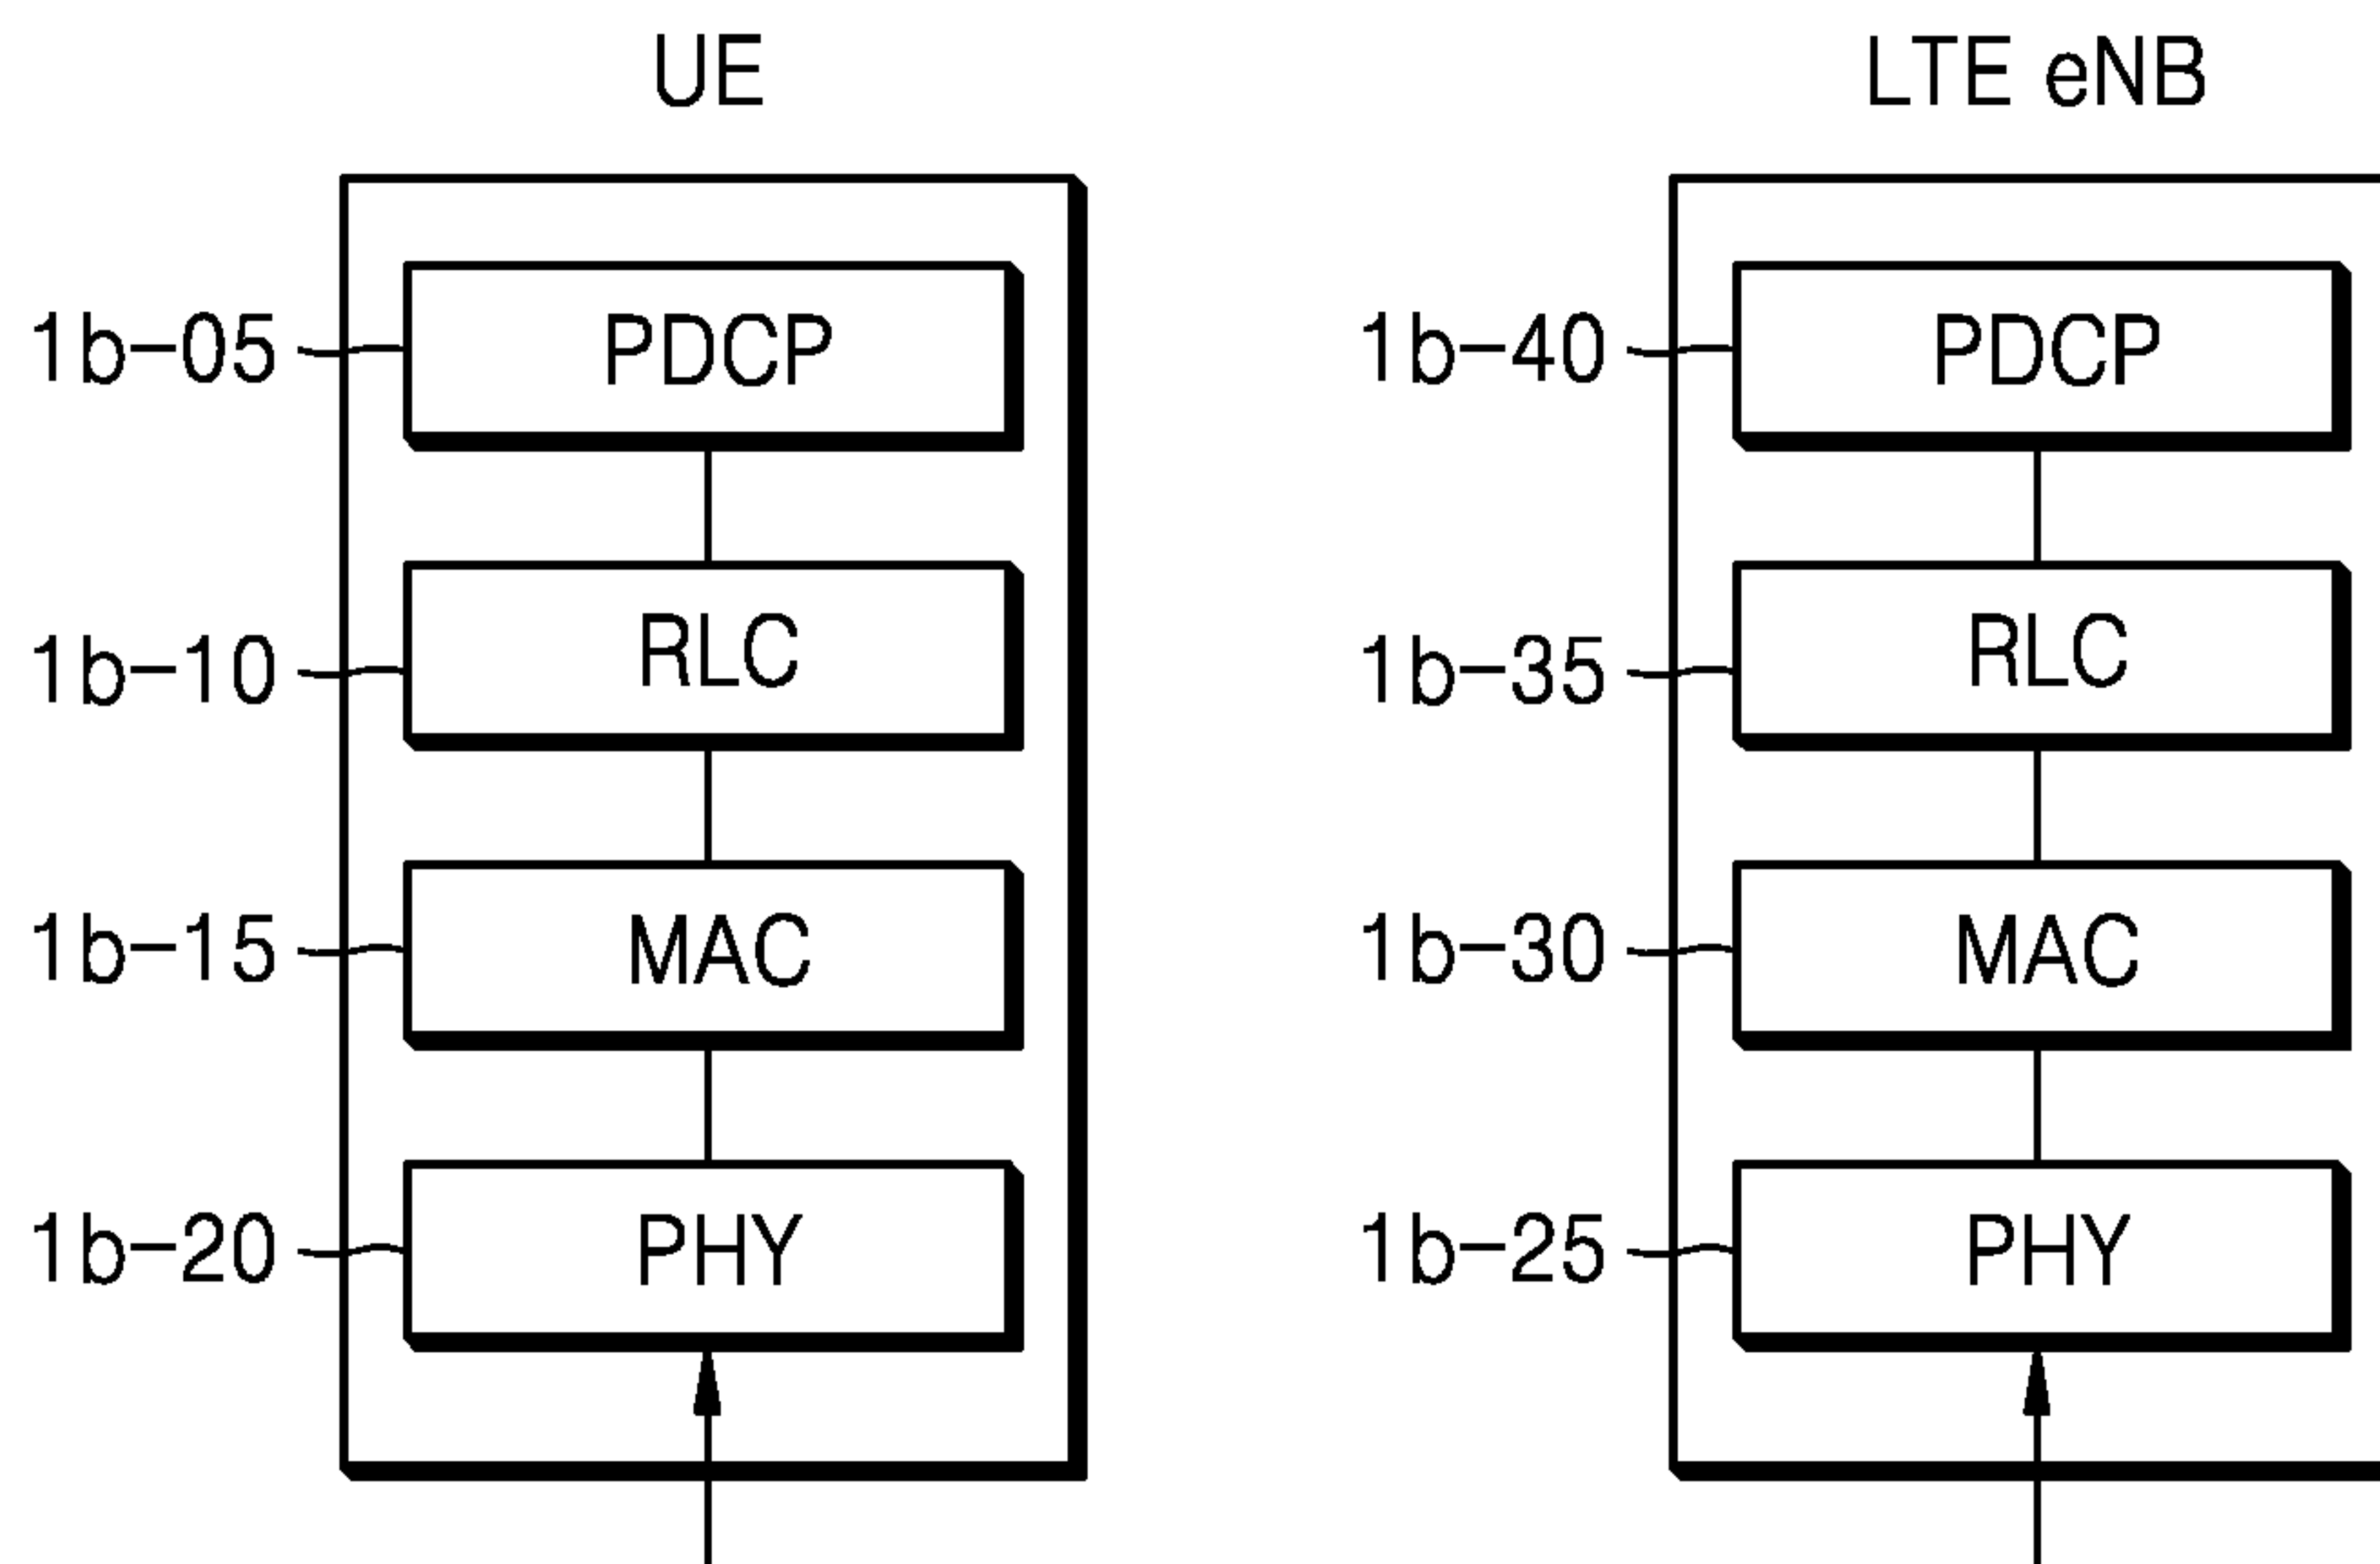 UE
LTE eNB
1b-05
PDCP
1b-40
PDCP
1b-10
RLC
1b-35
RLC
1b-15
MAC
1b-30
MAC
1b-20
PHY
1b-25
PHY